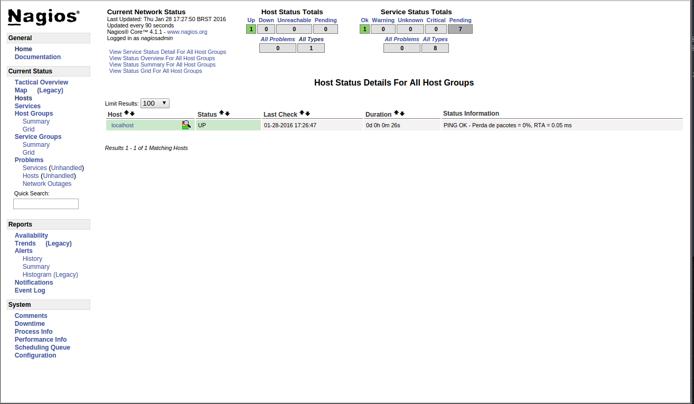 Nagios®
General
Home
Documentation
Current Status
Tactical Overview
Map (Legacy)
Hosts
Services
Host Groups
Summary
Grid
Service Groups
Summary
Grid
Problems
Services (Unhandled)
Hosts (Unhandled)
Network Outages
Quick Search:
Reports
Availability
Trends (Legacy)
Alerts
History
Summary
Histogram (Legacy)
Notifications
Event Log
System
Comments
Downtime
Process Info
Performance Info
Scheduling Queue
Configuration
Current Network Status
Last Updated: Thu Jan 28 17:27:50 BRST 2016
Updated every 90 seconds
Nagios® Core™ 4.1.1 - www.nagios.org
Logged in as nagiosadmin
View Service Status Detail For All Host Groups
View Status Overview For All Host Groups
View Status Summary For All Host Groups
View Status Grid For All Host Groups
Host Status Totals
Up Down Unreachable Pending
1 0 0 0
All Problems All Types
0 1
Service Status Totals
Ok Warning Unknown Critical Pending
1 0 0 0 7
All Problems All Types
0 8
Host Status Details For All Host Groups
Limit Results: 100
Host Status Last Check Duration Status Information
localhost UP 01-28-2016 17:26:47 0d 0h 0m 26s PING OK - Perda de pacotes = 0%, RTA = 0.05 ms
Results 1 - 1 of 1 Matching Hosts